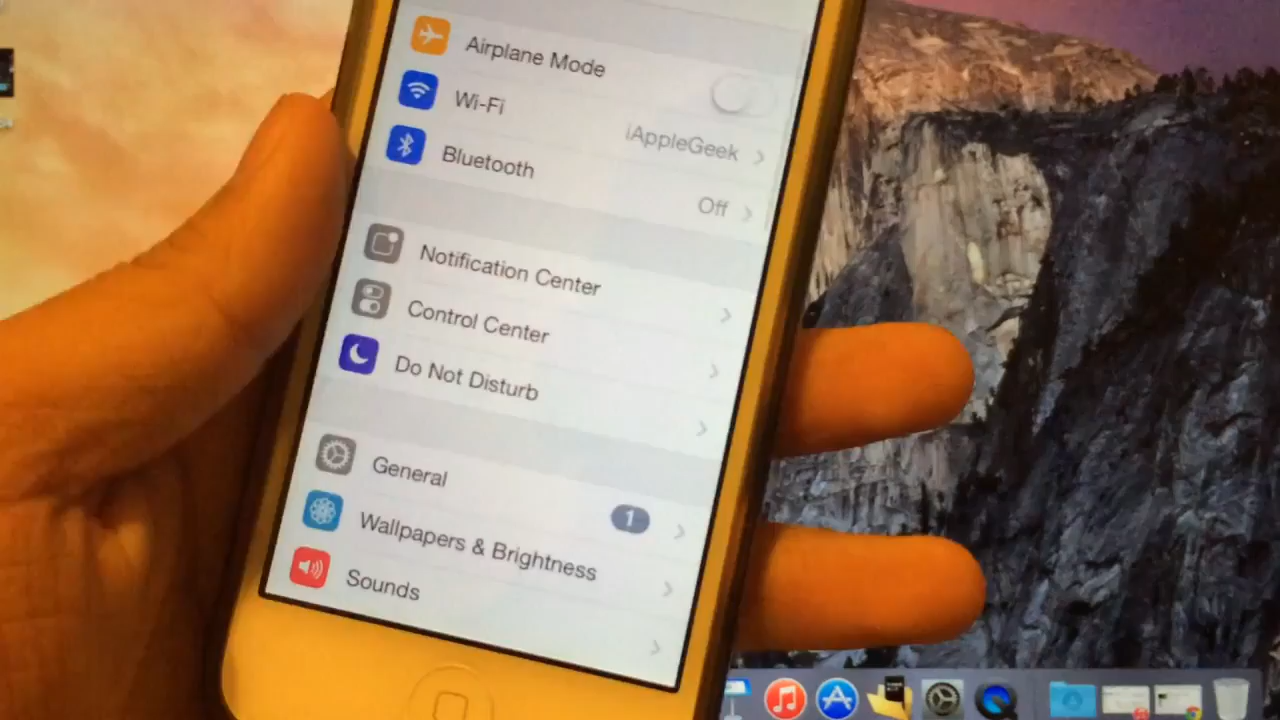 Airplane Mode
Wi-Fi
iAppleGeek
Bluetooth
Off
Notification Center
Control Center
Do Not Disturb
General
1
Wallpapers & Brightness
Sounds